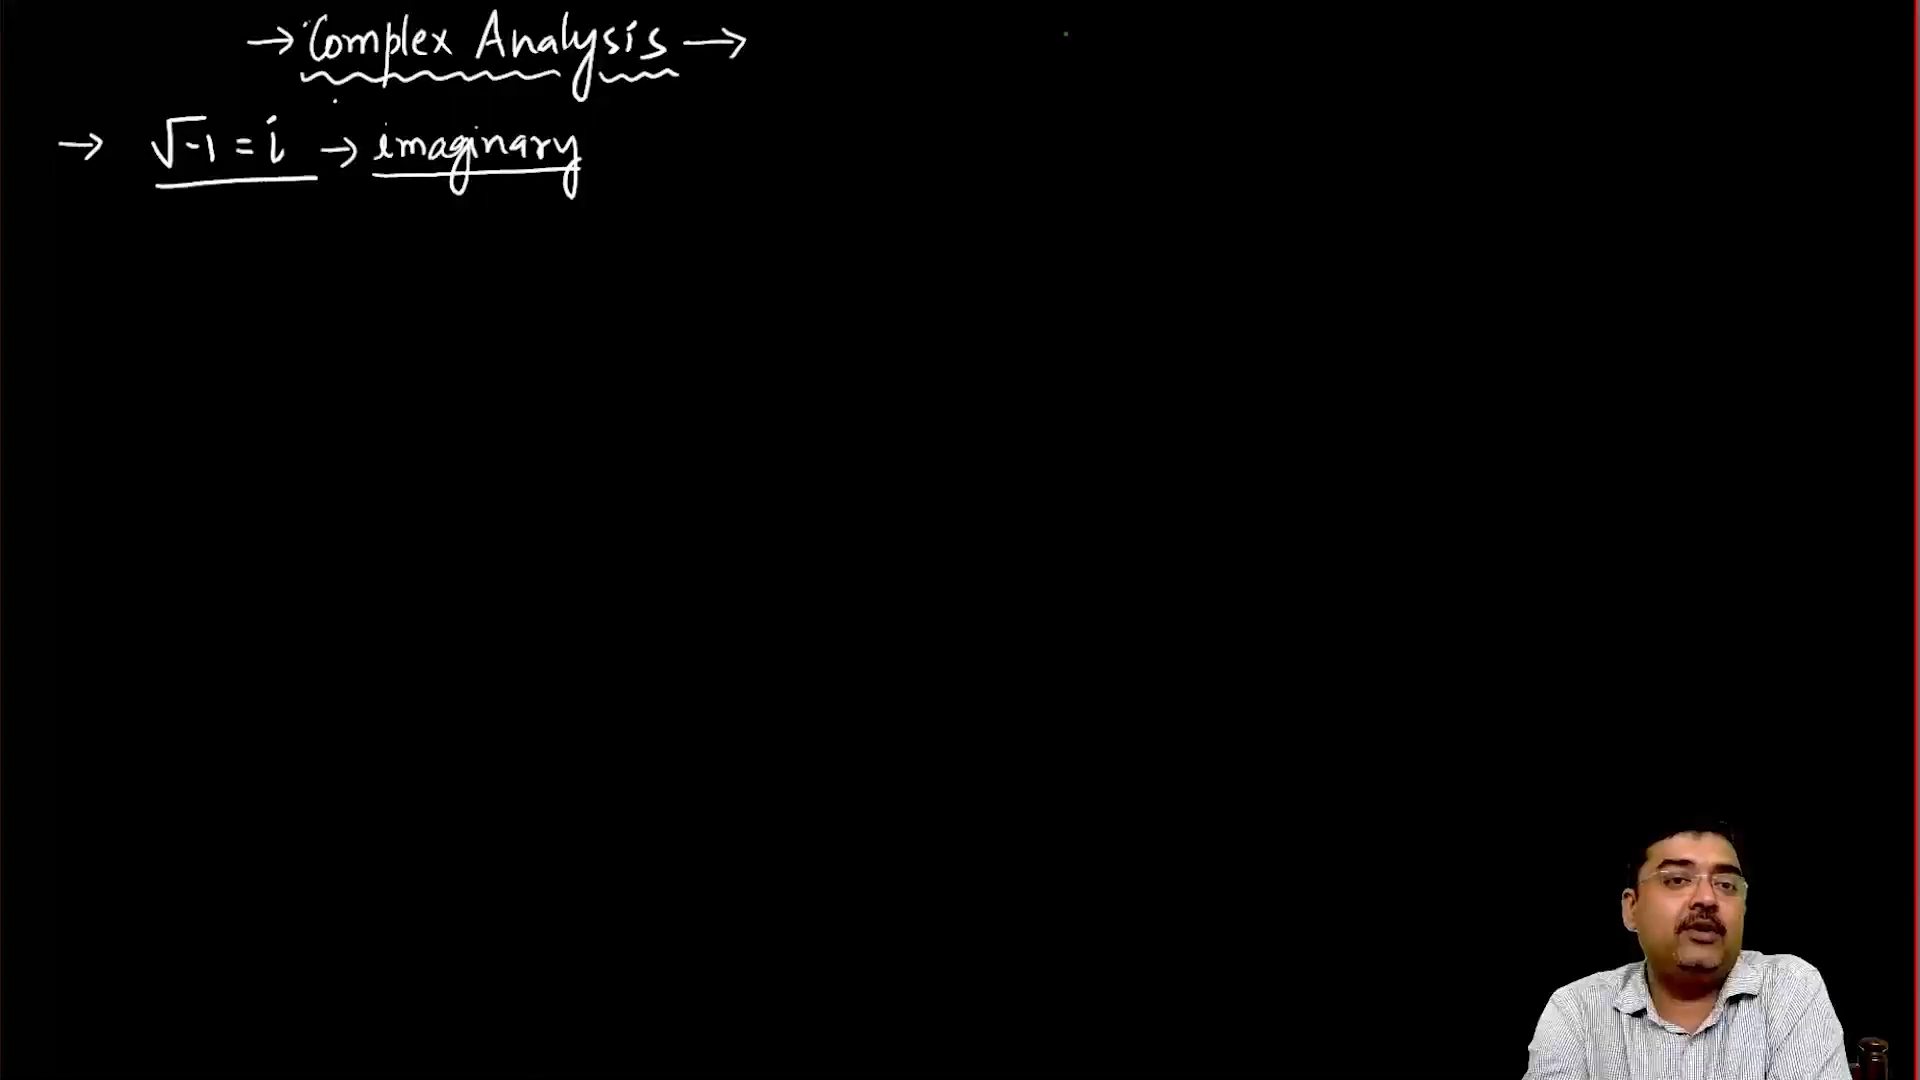 → Complex Analysis →
→ √-1 = i → imaginary